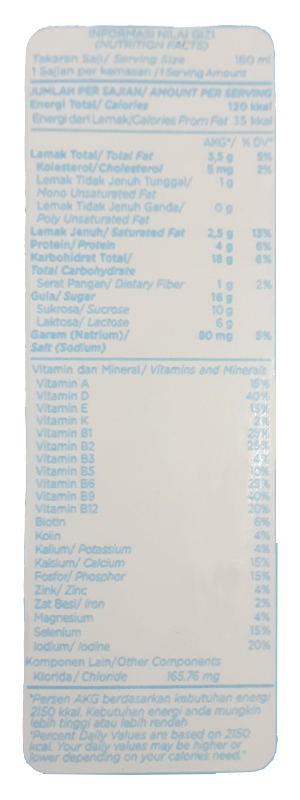 INFORMASI NILAI GIZI
(NUTRITION FACTS)
Takaran Saji/ Serving Size 180 ml
1 Sajian per kemasan /1 Serving Amount
JUMLAH PER SAJIAN/ AMOUNT PER SERVING
Energi Total/ Calories 120 kkal
Energi dari Lemak/Calories From Fat 35 kkal
AKG*/ % DV*
Lemak Total/ Total Fat 3,5 g 5%
Kolesterol/Cholesterol 5 mg 2%
Lemak Tidak Jenuh Tunggal/ 1 g
Mono Unsaturated Fat
Lemak Tidak Jenuh Ganda/ 0 g
Poly Unsaturated Fat
Lemak Jenuh/ Saturated Fat 2,5 g 13%
Protein/Protein 4 g 6%
Karbohidrat Total/ 18 g 6%
Total Carbohydrate
Serat Pangan/ Dietary Fiber 1 g 2%
Gula/ Sugar 16 g
Sukrosa/ Sucrose 10 g
Laktosa/ Lactose 6 g
Garam (Natrium)/ 80 mg 5%
Salt (Sodium)
Vitamin dan Mineral/ Vitamins and Minerals
Vitamin A 15%
Vitamin D 40%
Vitamin E 15%
Vitamin K 2%
Vitamin B1 25%
Vitamin B2 25%
Vitamin B3 4%
Vitamin B5 10%
Vitamin B6 25%
Vitamin B9 40%
Vitamin B12 20%
Biotin 6%
Kolin 4%
Kalium/ Potassium 4%
Kalsium/ Calcium 15%
Fosfor/ Phosphor 15%
Zink/ Zinc 4%
Zat Besi/ Iron 2%
Magnesium 4%
Selenium 15%
Iodium/ Iodine 20%
Komponen Lain/Other Components
Klorida/ Chloride 165.76 mg
"Persen AKG berdasarkan kebutuhan energi
2150 kkal. Kebutuhan energi anda mungkin
lebih tinggi atau lebih rendah
"Percent Daily Values are based on 2150
kcal. Your daily values may be higher or
lower depending on your calories need."